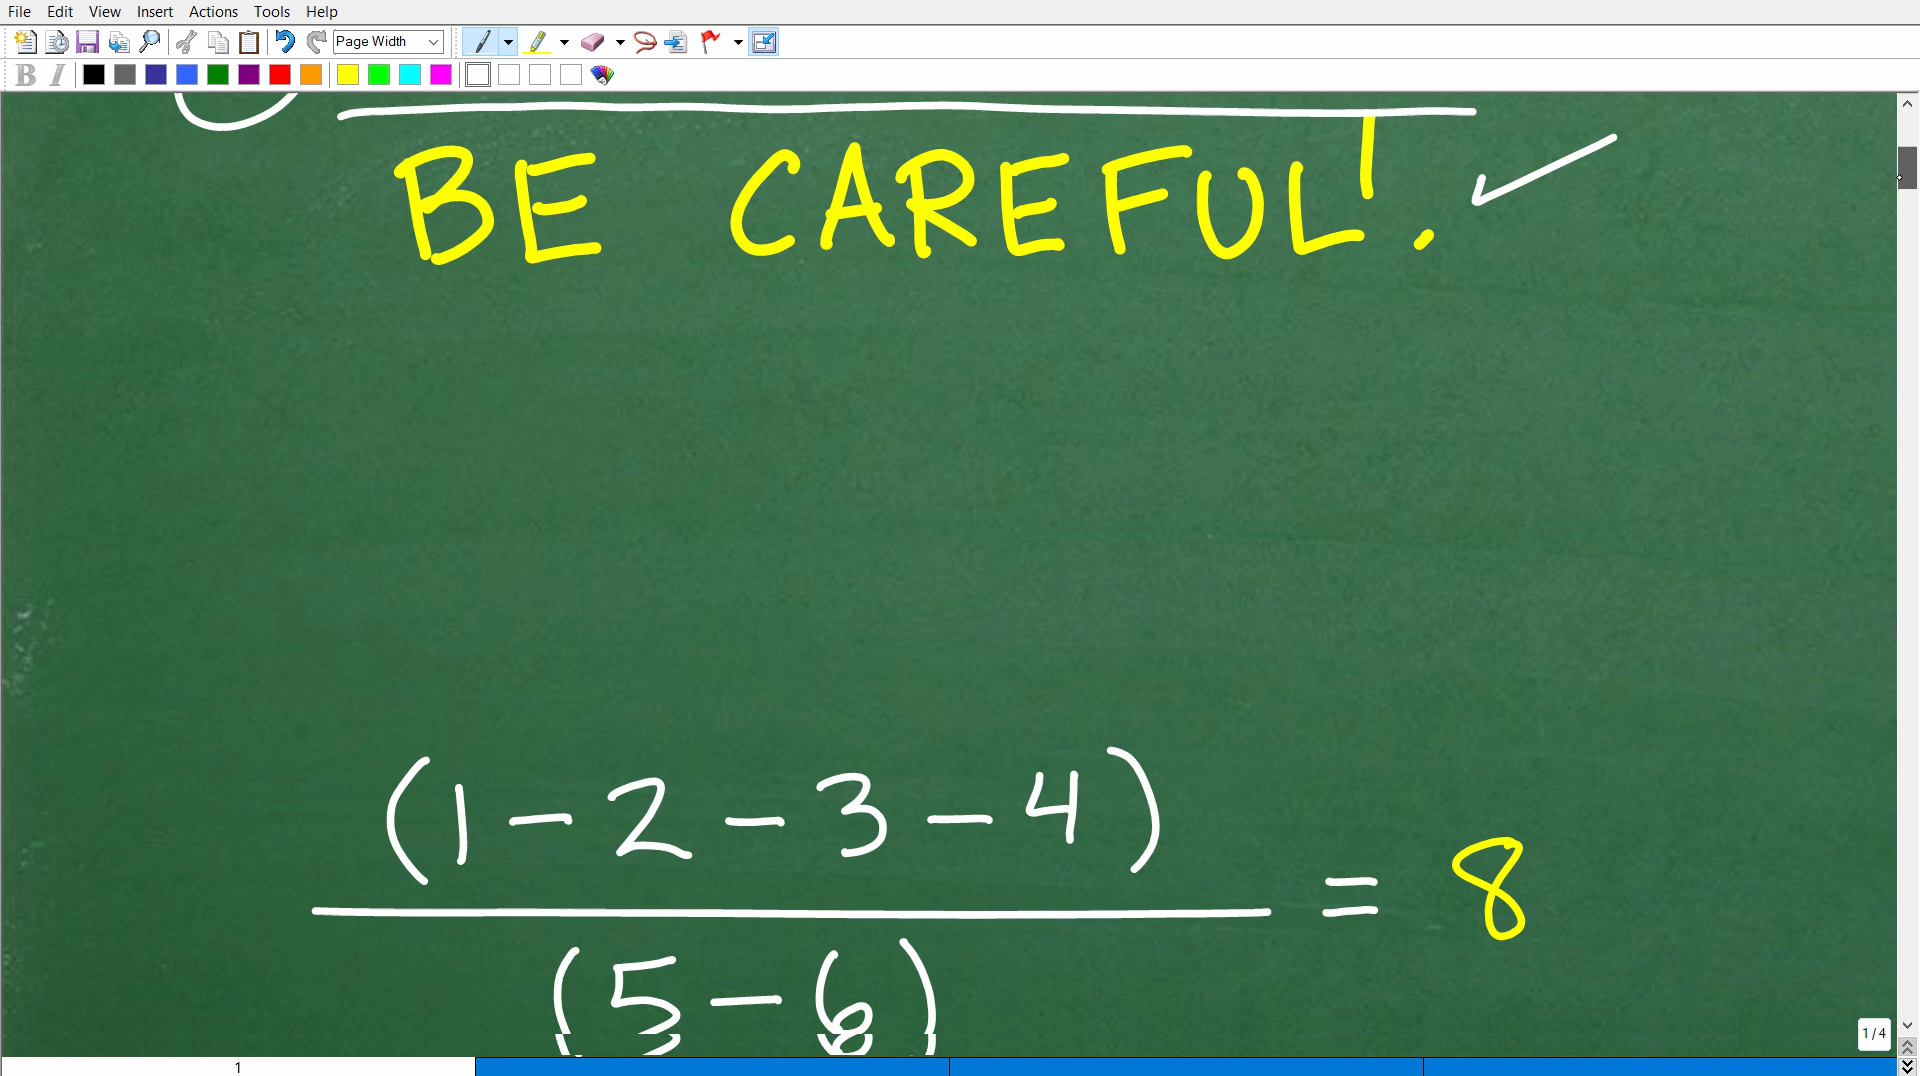 File Edit View Insert Actions Tools Help
Page Width
B I
BE CAREFUL!
(1 - 2 - 3 - 4)
= 8
(5 - 6)
1 / 4
1